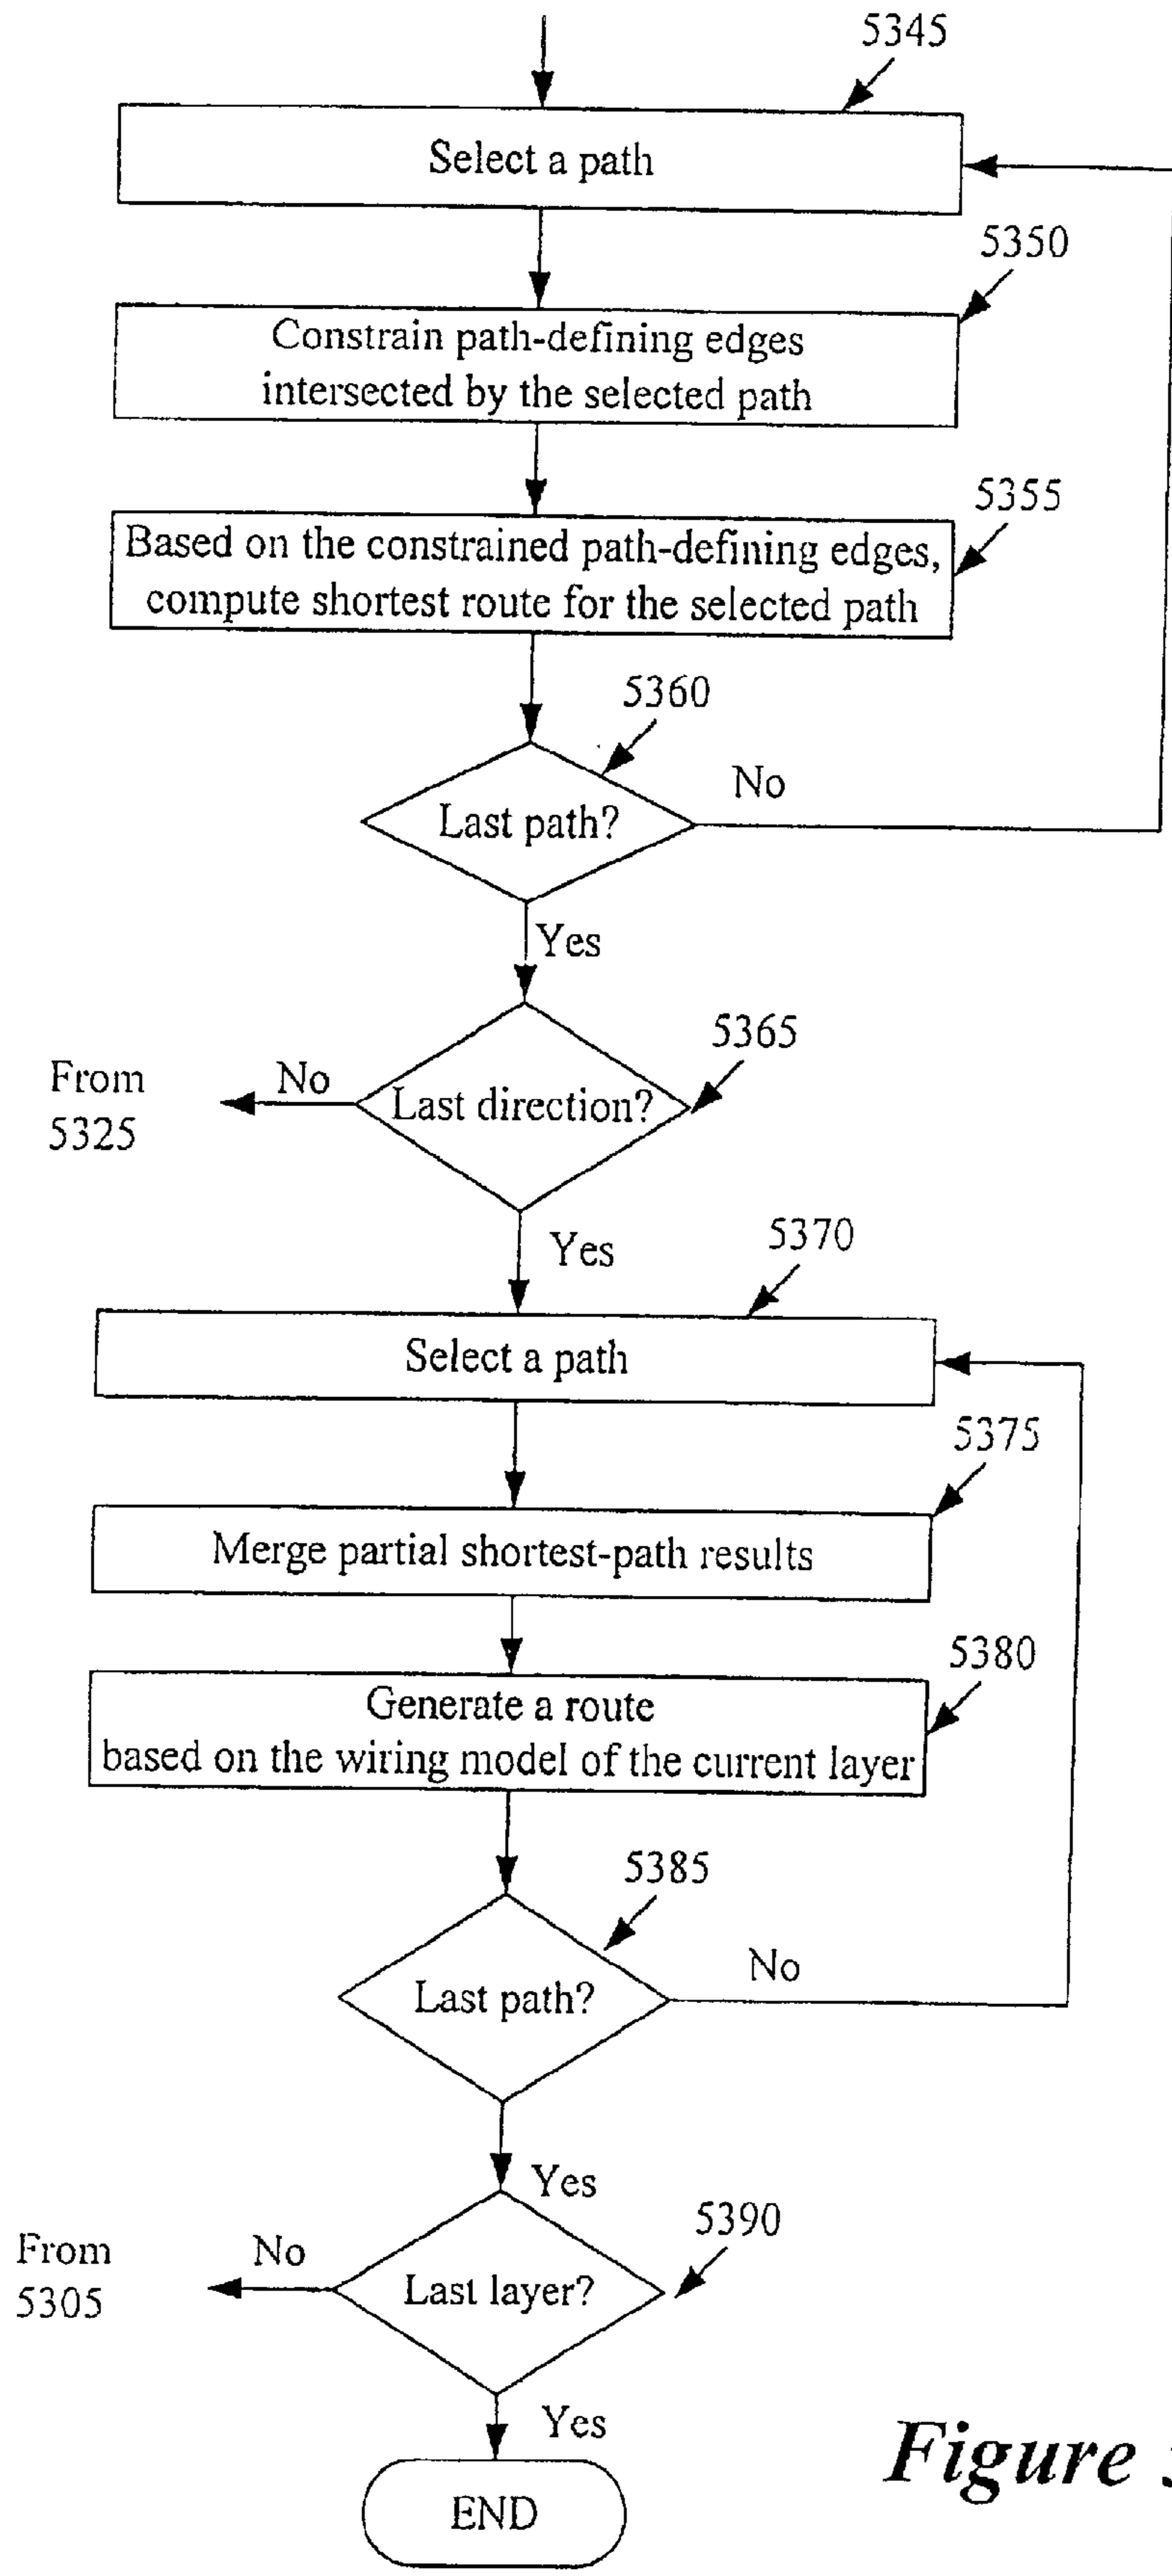 5345
Select a path
5350
Constrain path-defining edges
intersected by the selected path
5355
Based on the constrained path-defining edges,
compute shortest route for the selected path
5360
Last path?
No
Yes
5365
Last direction?
No
From
5325
Yes
5370
Select a path
5375
Merge partial shortest-path results
5380
Generate a route
based on the wiring model of the current layer
5385
Last path?
No
Yes
5390
Last layer?
No
From
5305
Yes
END
Figure